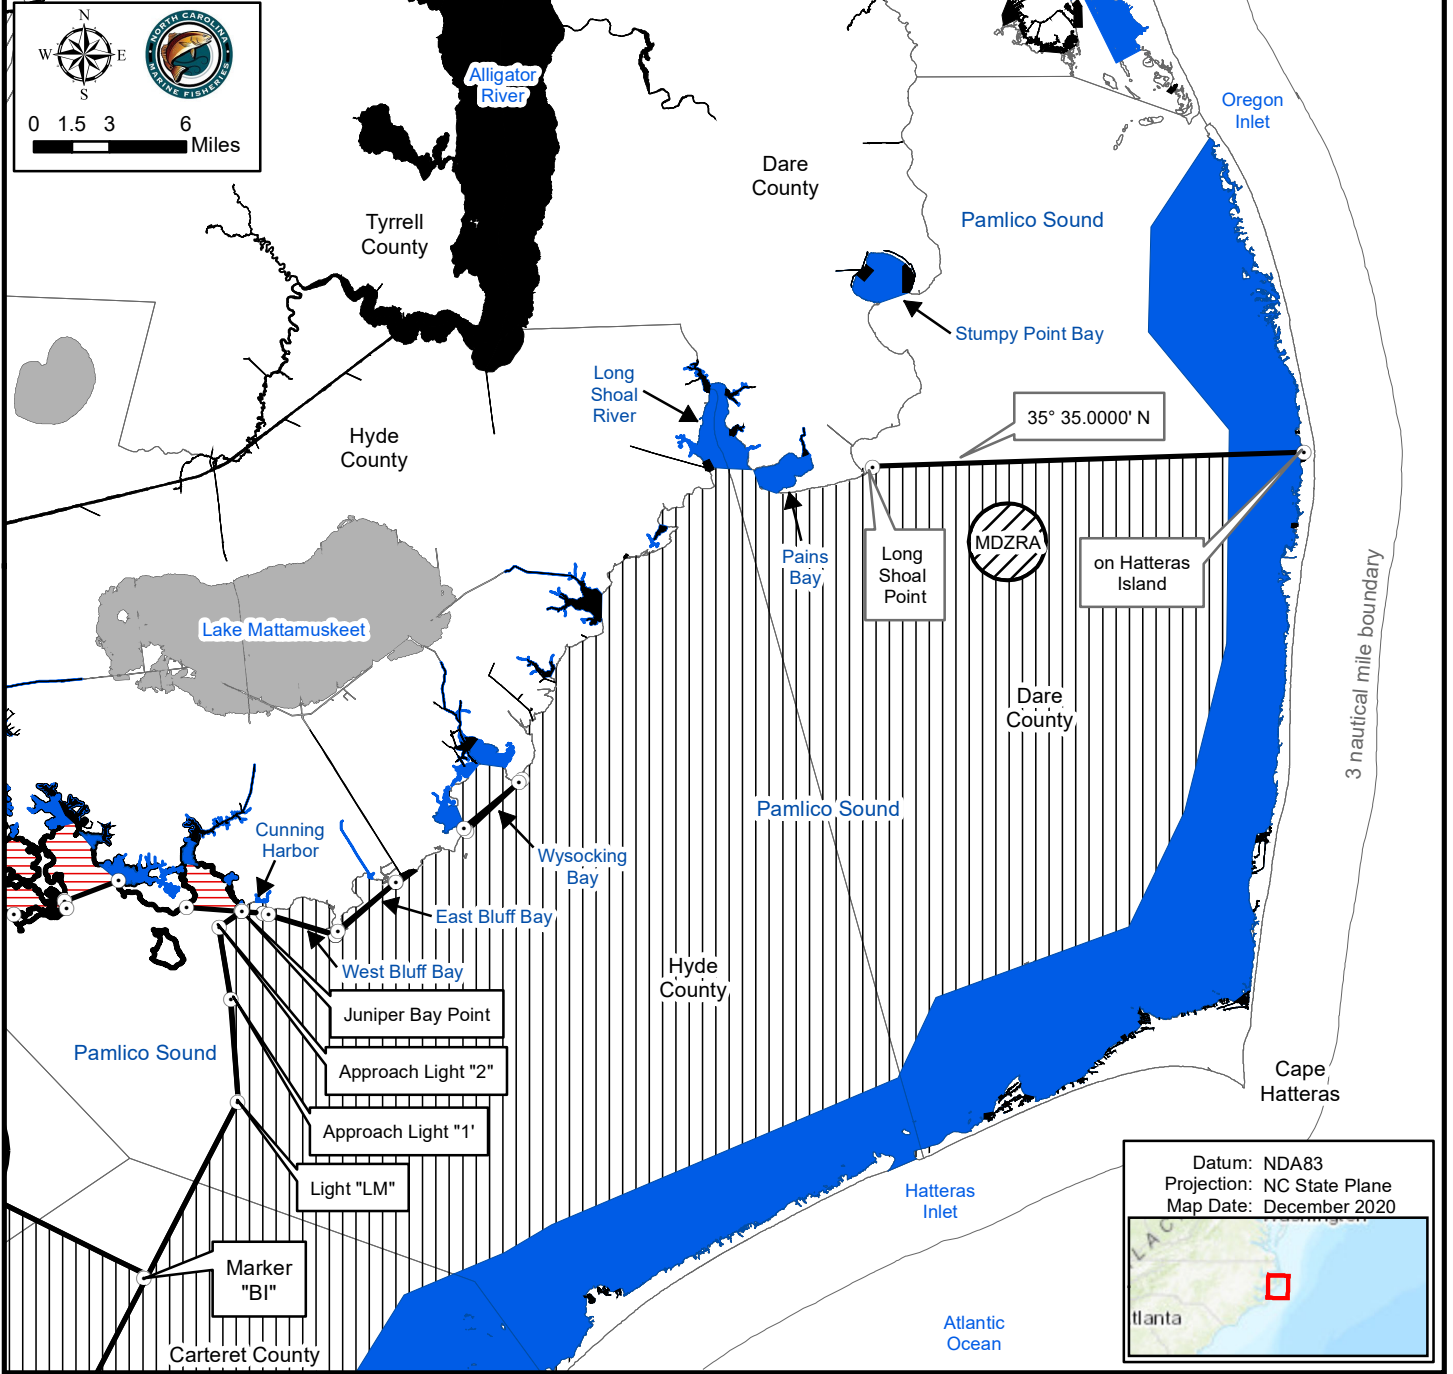 N
W E
S
NORTH CAROLINA
MARINE FISHERIES
0 1.5 3 6
Miles
Alligator
River
Oregon
Inlet
Dare
County
Tyrrell
County
Pamlico Sound
Stumpy Point Bay
Long
Shoal
River
35° 35.0000' N
Hyde
County
MDZRA
Pains
Bay
Long
Shoal
Point
on Hatteras
Island
3 nautical mile boundary
Lake Mattamuskeet
Dare
County
Pamlico Sound
Cunning
Harbor
Wysocking
Bay
East Bluff Bay
West Bluff Bay
Hyde
County
Juniper Bay Point
Pamlico Sound
Approach Light "2"
Cape
Hatteras
Approach Light "1'
Light "LM"
Hatteras
Inlet
Marker
"BI"
Atlantic
Ocean
Carteret County
Datum: NDA83
Projection: NC State Plane
Map Date: December 2020
Washington
LAC
tlanta